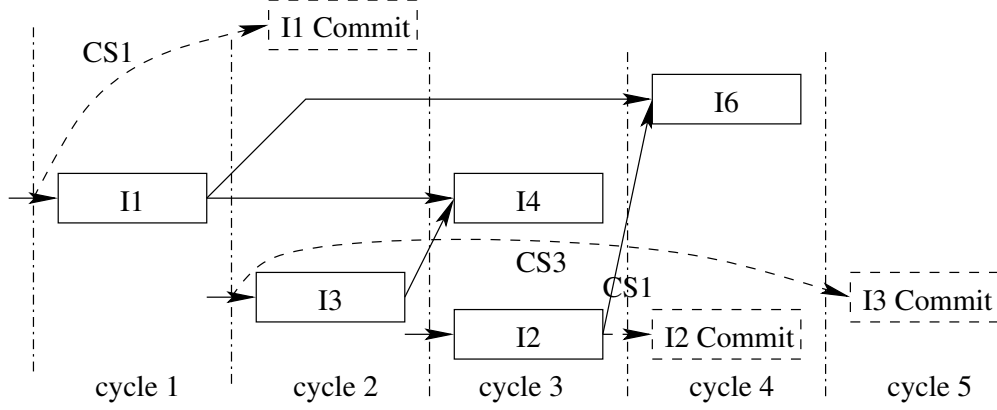 I1 Commit
CS1
I6
I1
I4
CS3
I3
CS1
I3 Commit
I2
I2 Commit
cycle 1
cycle 2
cycle 3
cycle 4
cycle 5